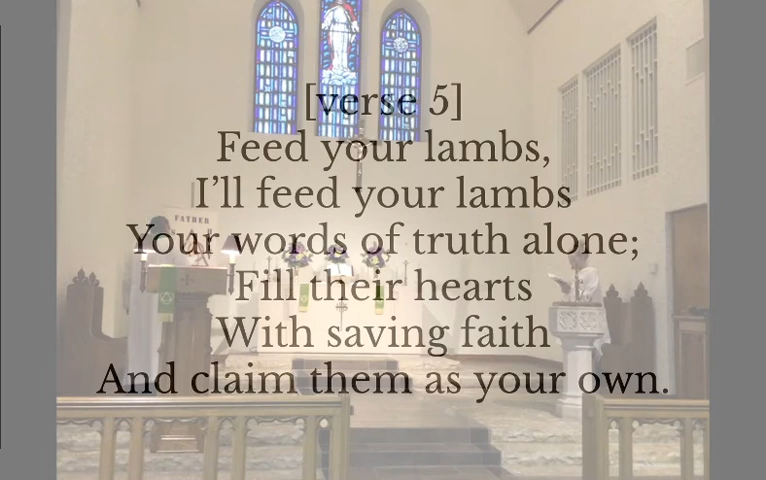 [verse 5]
Feed your lambs,
I’ll feed your lambs
FATHER
Your words of truth alone;
Fill their hearts
With saving faith
And claim them as your own.